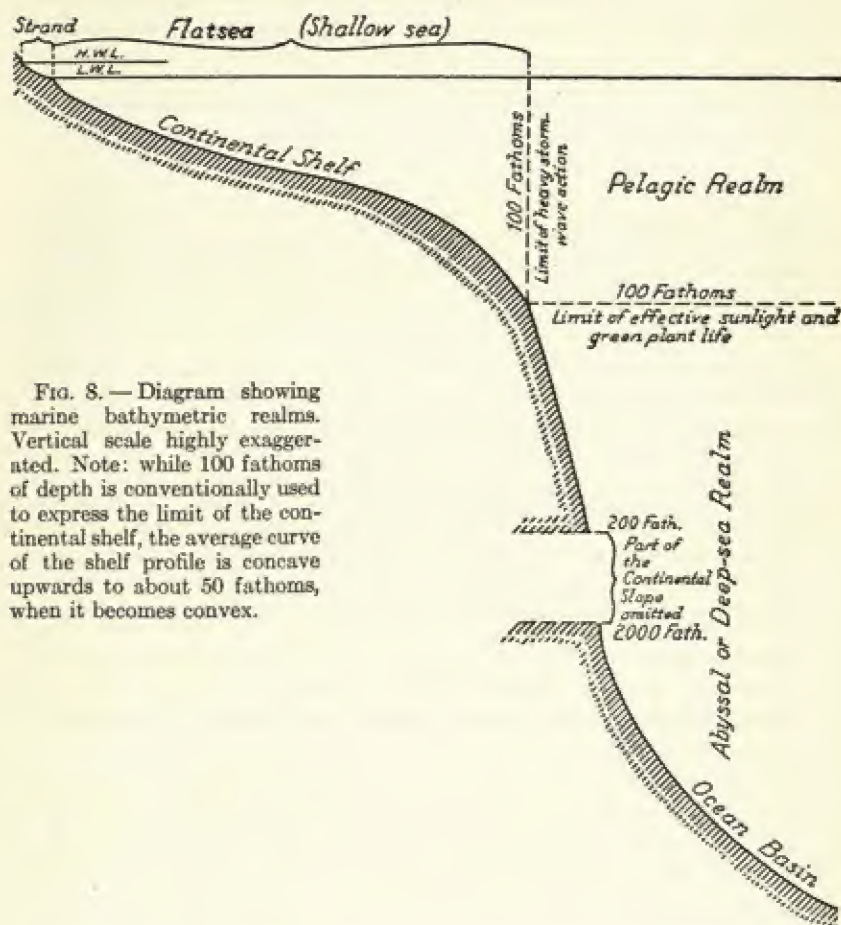 Strand Flatsea (Shallow sea)
H.W.L.
L.W.L.
Continental Shelf
100 Fathoms
Limit of heavy storm-
wave action
Pelagic Realm
100 Fathoms
Limit of effective sunlight and
green plant life
FIG. 8. — Diagram showing
marine bathymetric realms.
Vertical scale highly exagger-
ated. Note: while 100 fathoms
of depth is conventionally used
to express the limit of the con-
tinental shelf, the average curve
of the shelf profile is concave
upwards to about 50 fathoms,
when it becomes convex.
200 Fath.
Part of
the
Continental
Slope
omitted
2000 Fath.
Abyssal or Deep-sea Realm
Ocean Basin